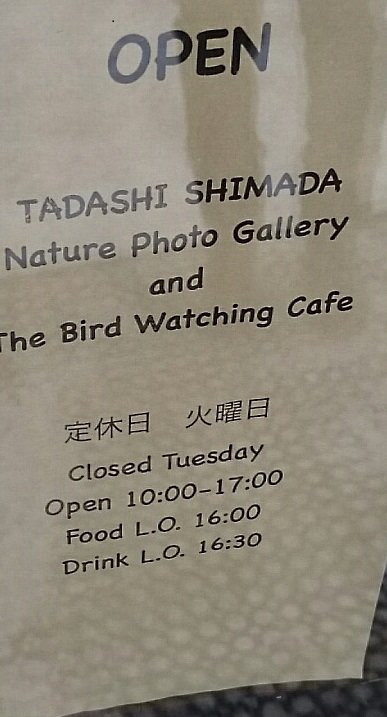 OPEN
TADASHI SHIMADA
Nature Photo Gallery
and
The Bird Watching Cafe
定休日 火曜日
Closed Tuesday
Open 10:00-17:00
Food L.O. 16:00
Drink L.O. 16:30